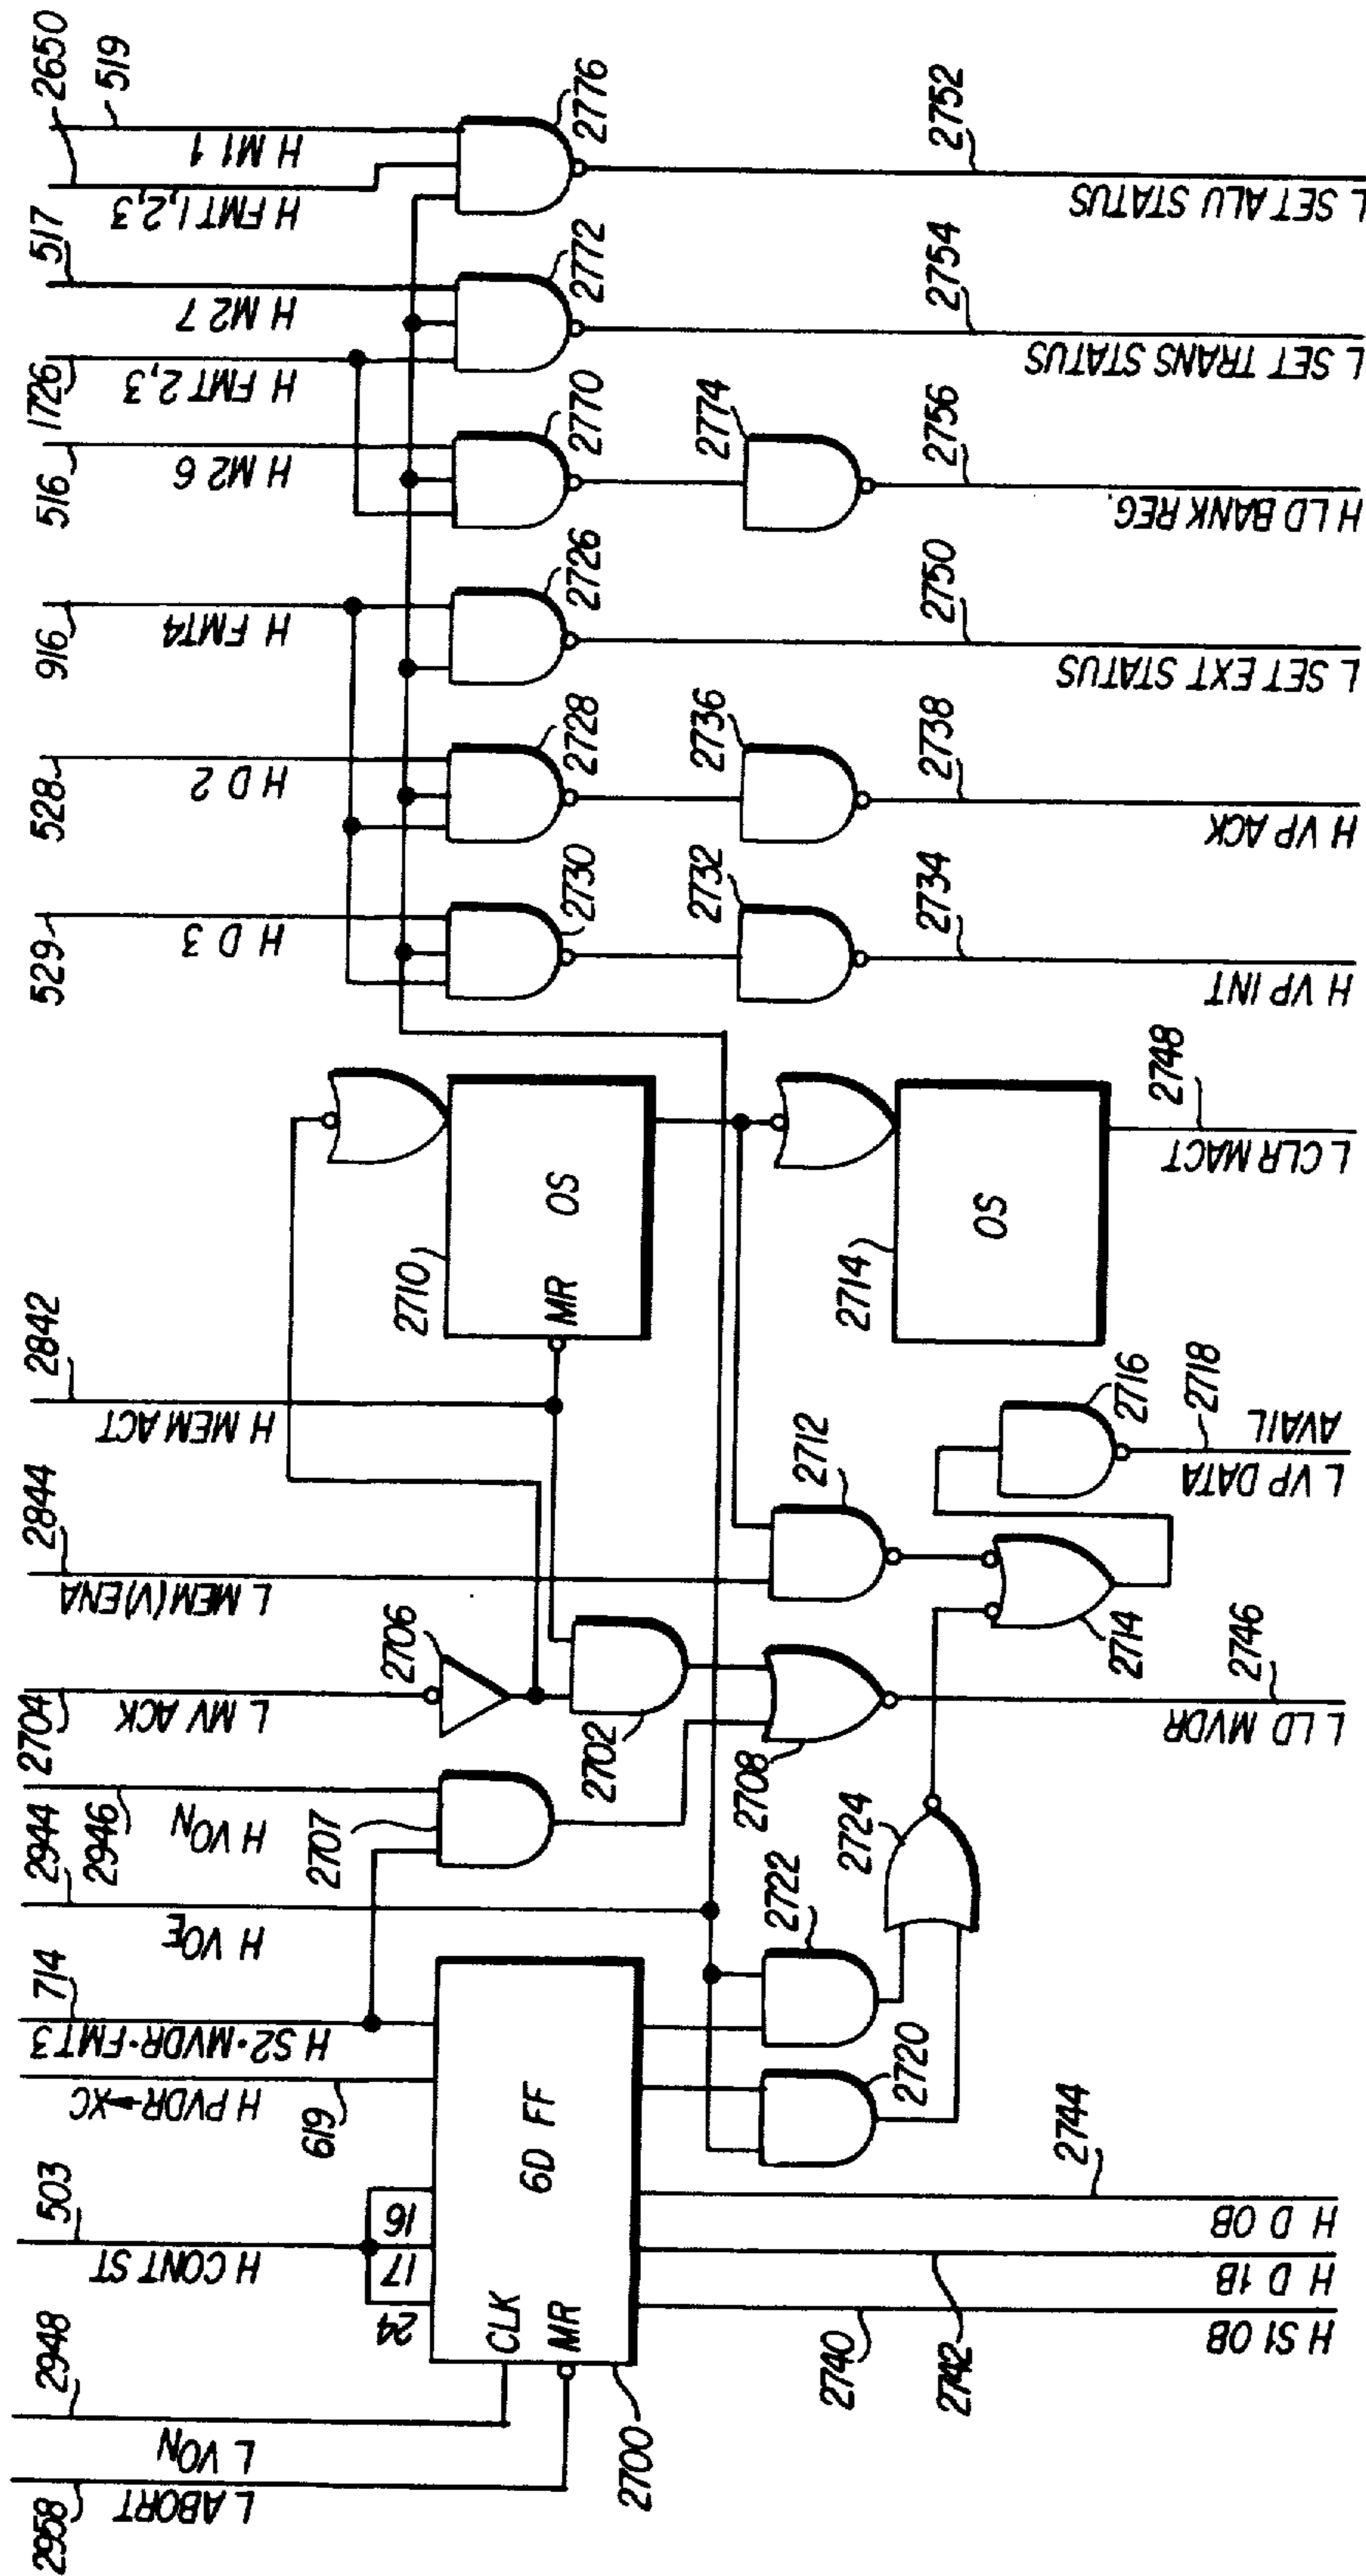 2958
L ABORT
2948
L VON
503
H CONT ST
24
17
16
619
H PVDR→XC
714
H S2·MVDR·FMT3
2944
H VOE
2946
H VON
2704
L MV ACK
2844
L MEM(V)ENA
2842
H MEM ACT
529
H D 3
528
H D 2
916
H FMT4
516
H M2 6
1726
H FMT 2,3
517
H M2 7
2650
H FMT 1,2,3
519
H M1 1
CLK
MR
6D FF
2700
2707
2706
2702
2708
2710
MR
OS
2712
2714
OS
2714
2716
2720
2722
2724
2730
2728
2726
2770
2772
2776
2732
2736
2774
2740
H S1 0B
2742
H D 1B
2744
H D 0B
2746
L LD MVDR
2718
L VP DATA
AVAIL
2748
L CLR MACT
2734
H VP INT
2738
H VP ACK
2750
L SET EXT STATUS
2756
H LD BANK REG.
2754
L SET TRANS STATUS
2752
L SET ALU STATUS